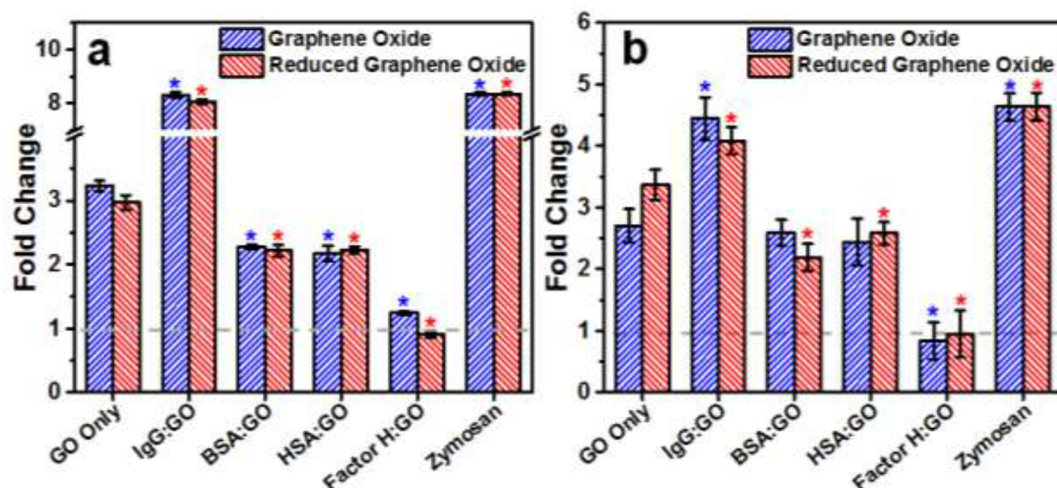 a
Graphene Oxide
Reduced Graphene Oxide
Fold Change
10
8
3
2
1
0
* * * * * * * * * *
GO Only
IgG:GO
BSA:GO
HSA:GO
Factor H:GO
Zymosan
b
Graphene Oxide
Reduced Graphene Oxide
Fold Change
6
5
4
3
2
1
0
* * * * * * * *
GO Only
IgG:GO
BSA:GO
HSA:GO
Factor H:GO
Zymosan